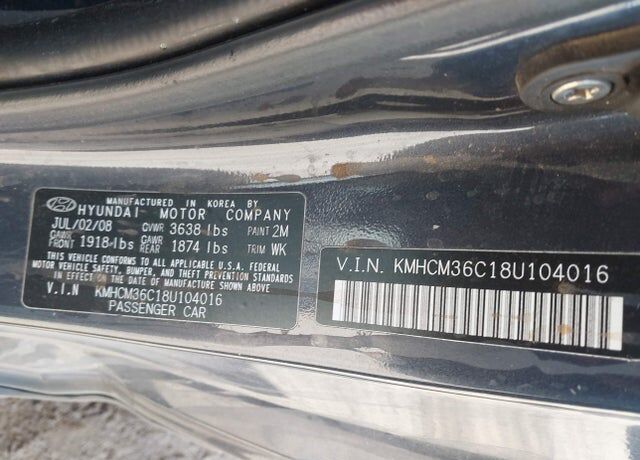 MANUFACTURED IN KOREA BY
HYUNDAI MOTOR COMPANY
JUL/02/08 GVWR 3638 lbs PAINT 2M
GAWR FRONT 1918 lbs GAWR REAR 1874 lbs TRIM WK
THIS VEHICLE CONFORMS TO ALL APPLICABLE U.S.A. FEDERAL
MOTOR VEHICLE SAFETY, BUMPER, AND THEFT PREVENTION STANDARDS
IN EFFECT ON THE DATE OF MANUFACTURE SHOWN ABOVE
V.I.N KMHCM36C18U104016
PASSENGER CAR
V.I.N. KMHCM36C18U104016